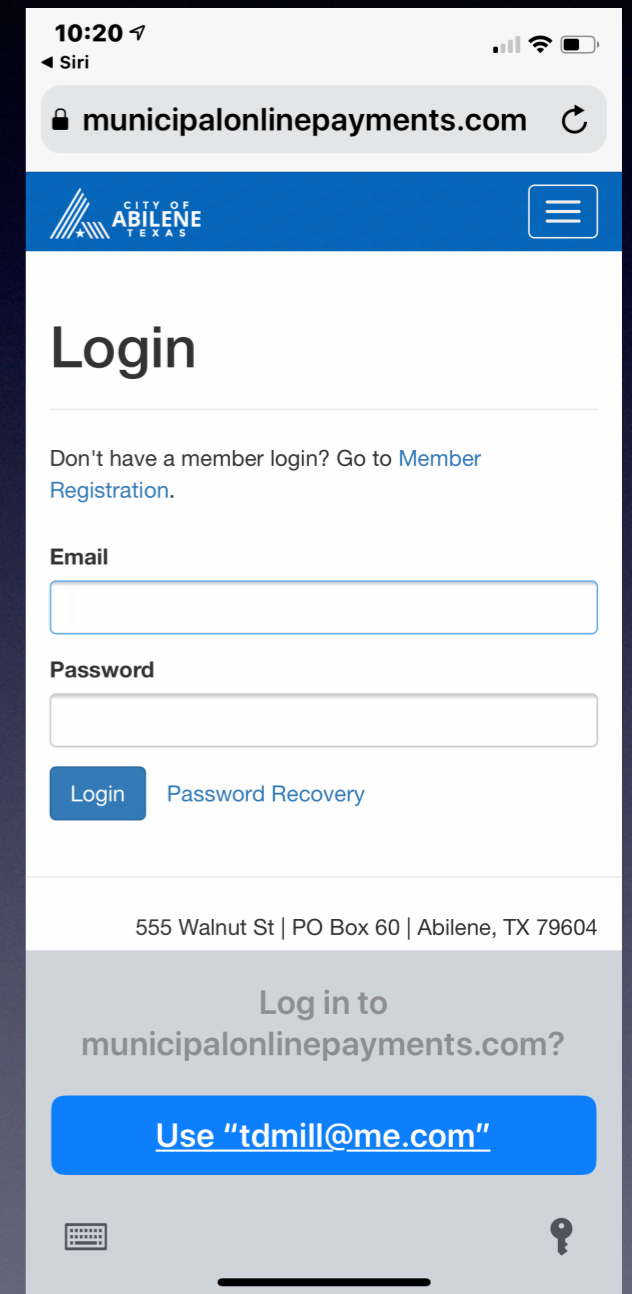 10:20
Siri
municipalonlinepayments.com
CITY OF
ABILENE
TEXAS
Login
Don't have a member login? Go to Member
Registration.
Email
Password
Login Password Recovery
555 Walnut St | PO Box 60 | Abilene, TX 79604
Log in to
municipalonlinepayments.com?
Use “tdmill@me.com”